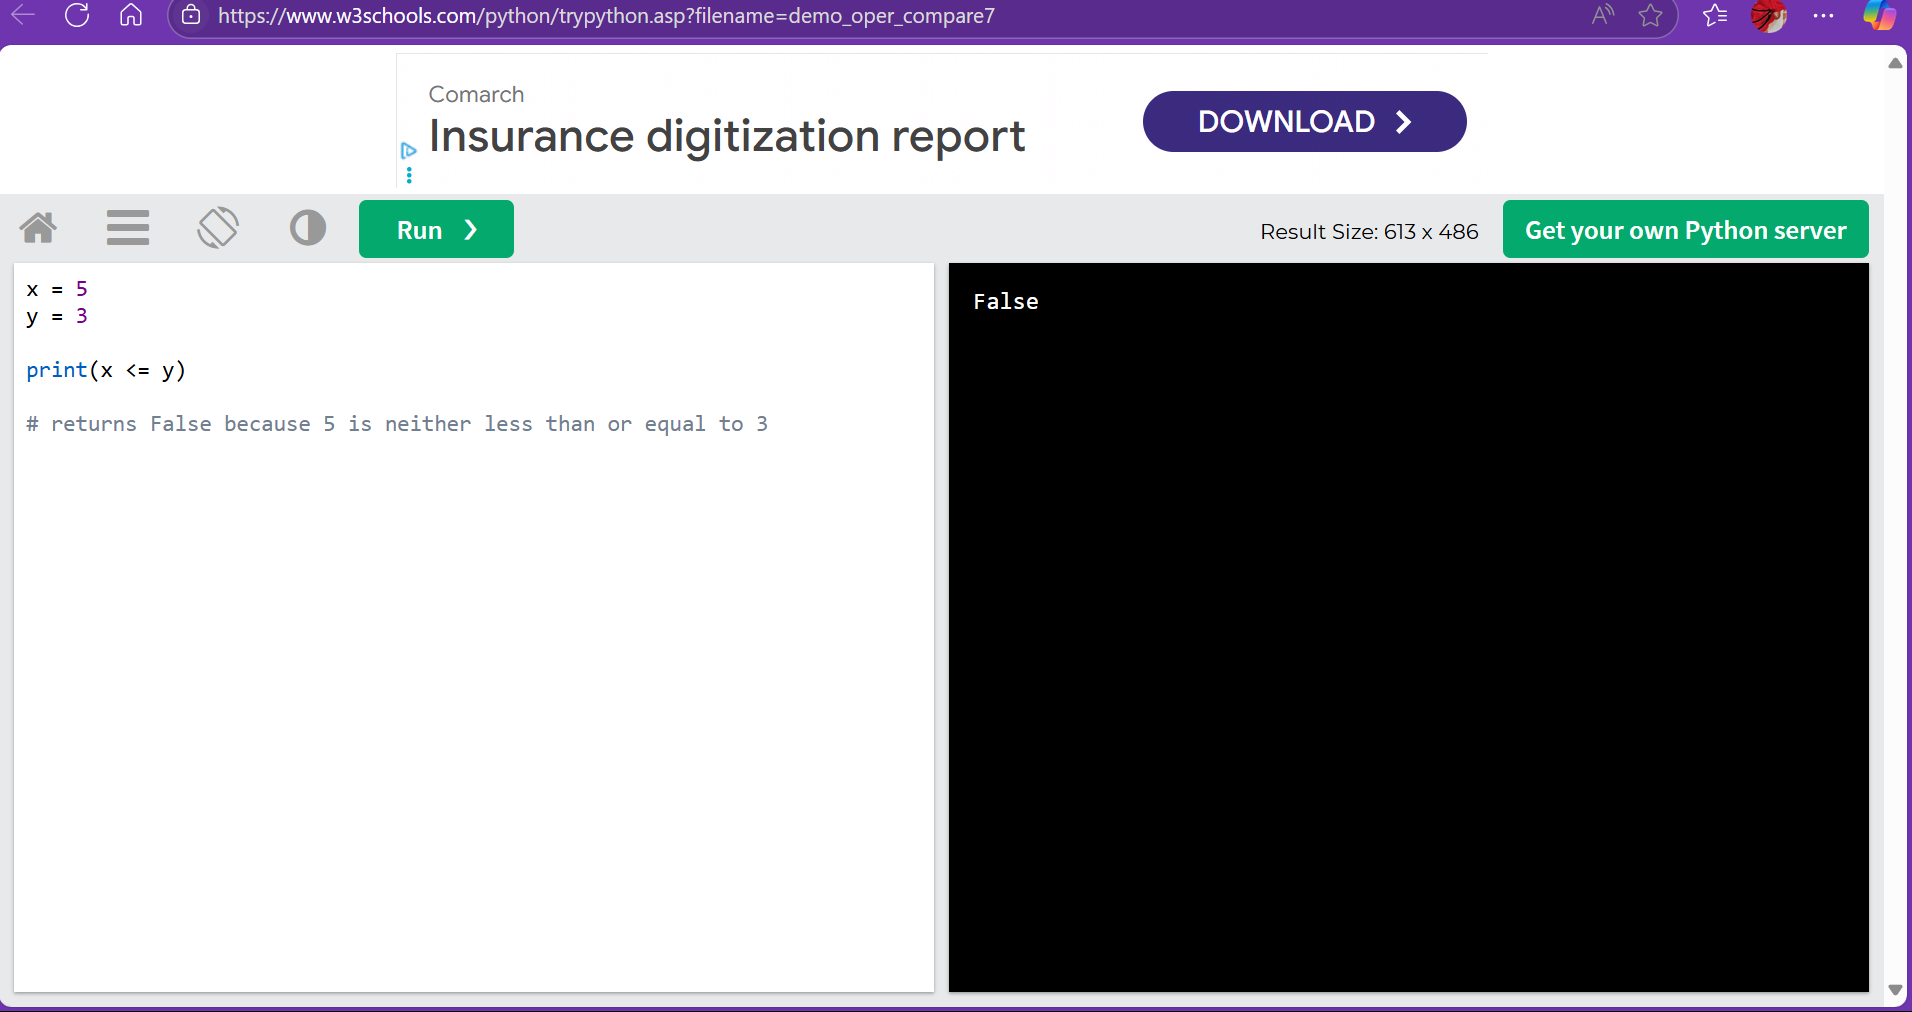 https://www.w3schools.com/python/trypython.asp?filename=demo_oper_compare7
Comarch
Insurance digitization report
DOWNLOAD
Run
Result Size: 613 x 486
Get your own Python server
x = 5
y = 3
print(x <= y)
# returns False because 5 is neither less than or equal to 3
False